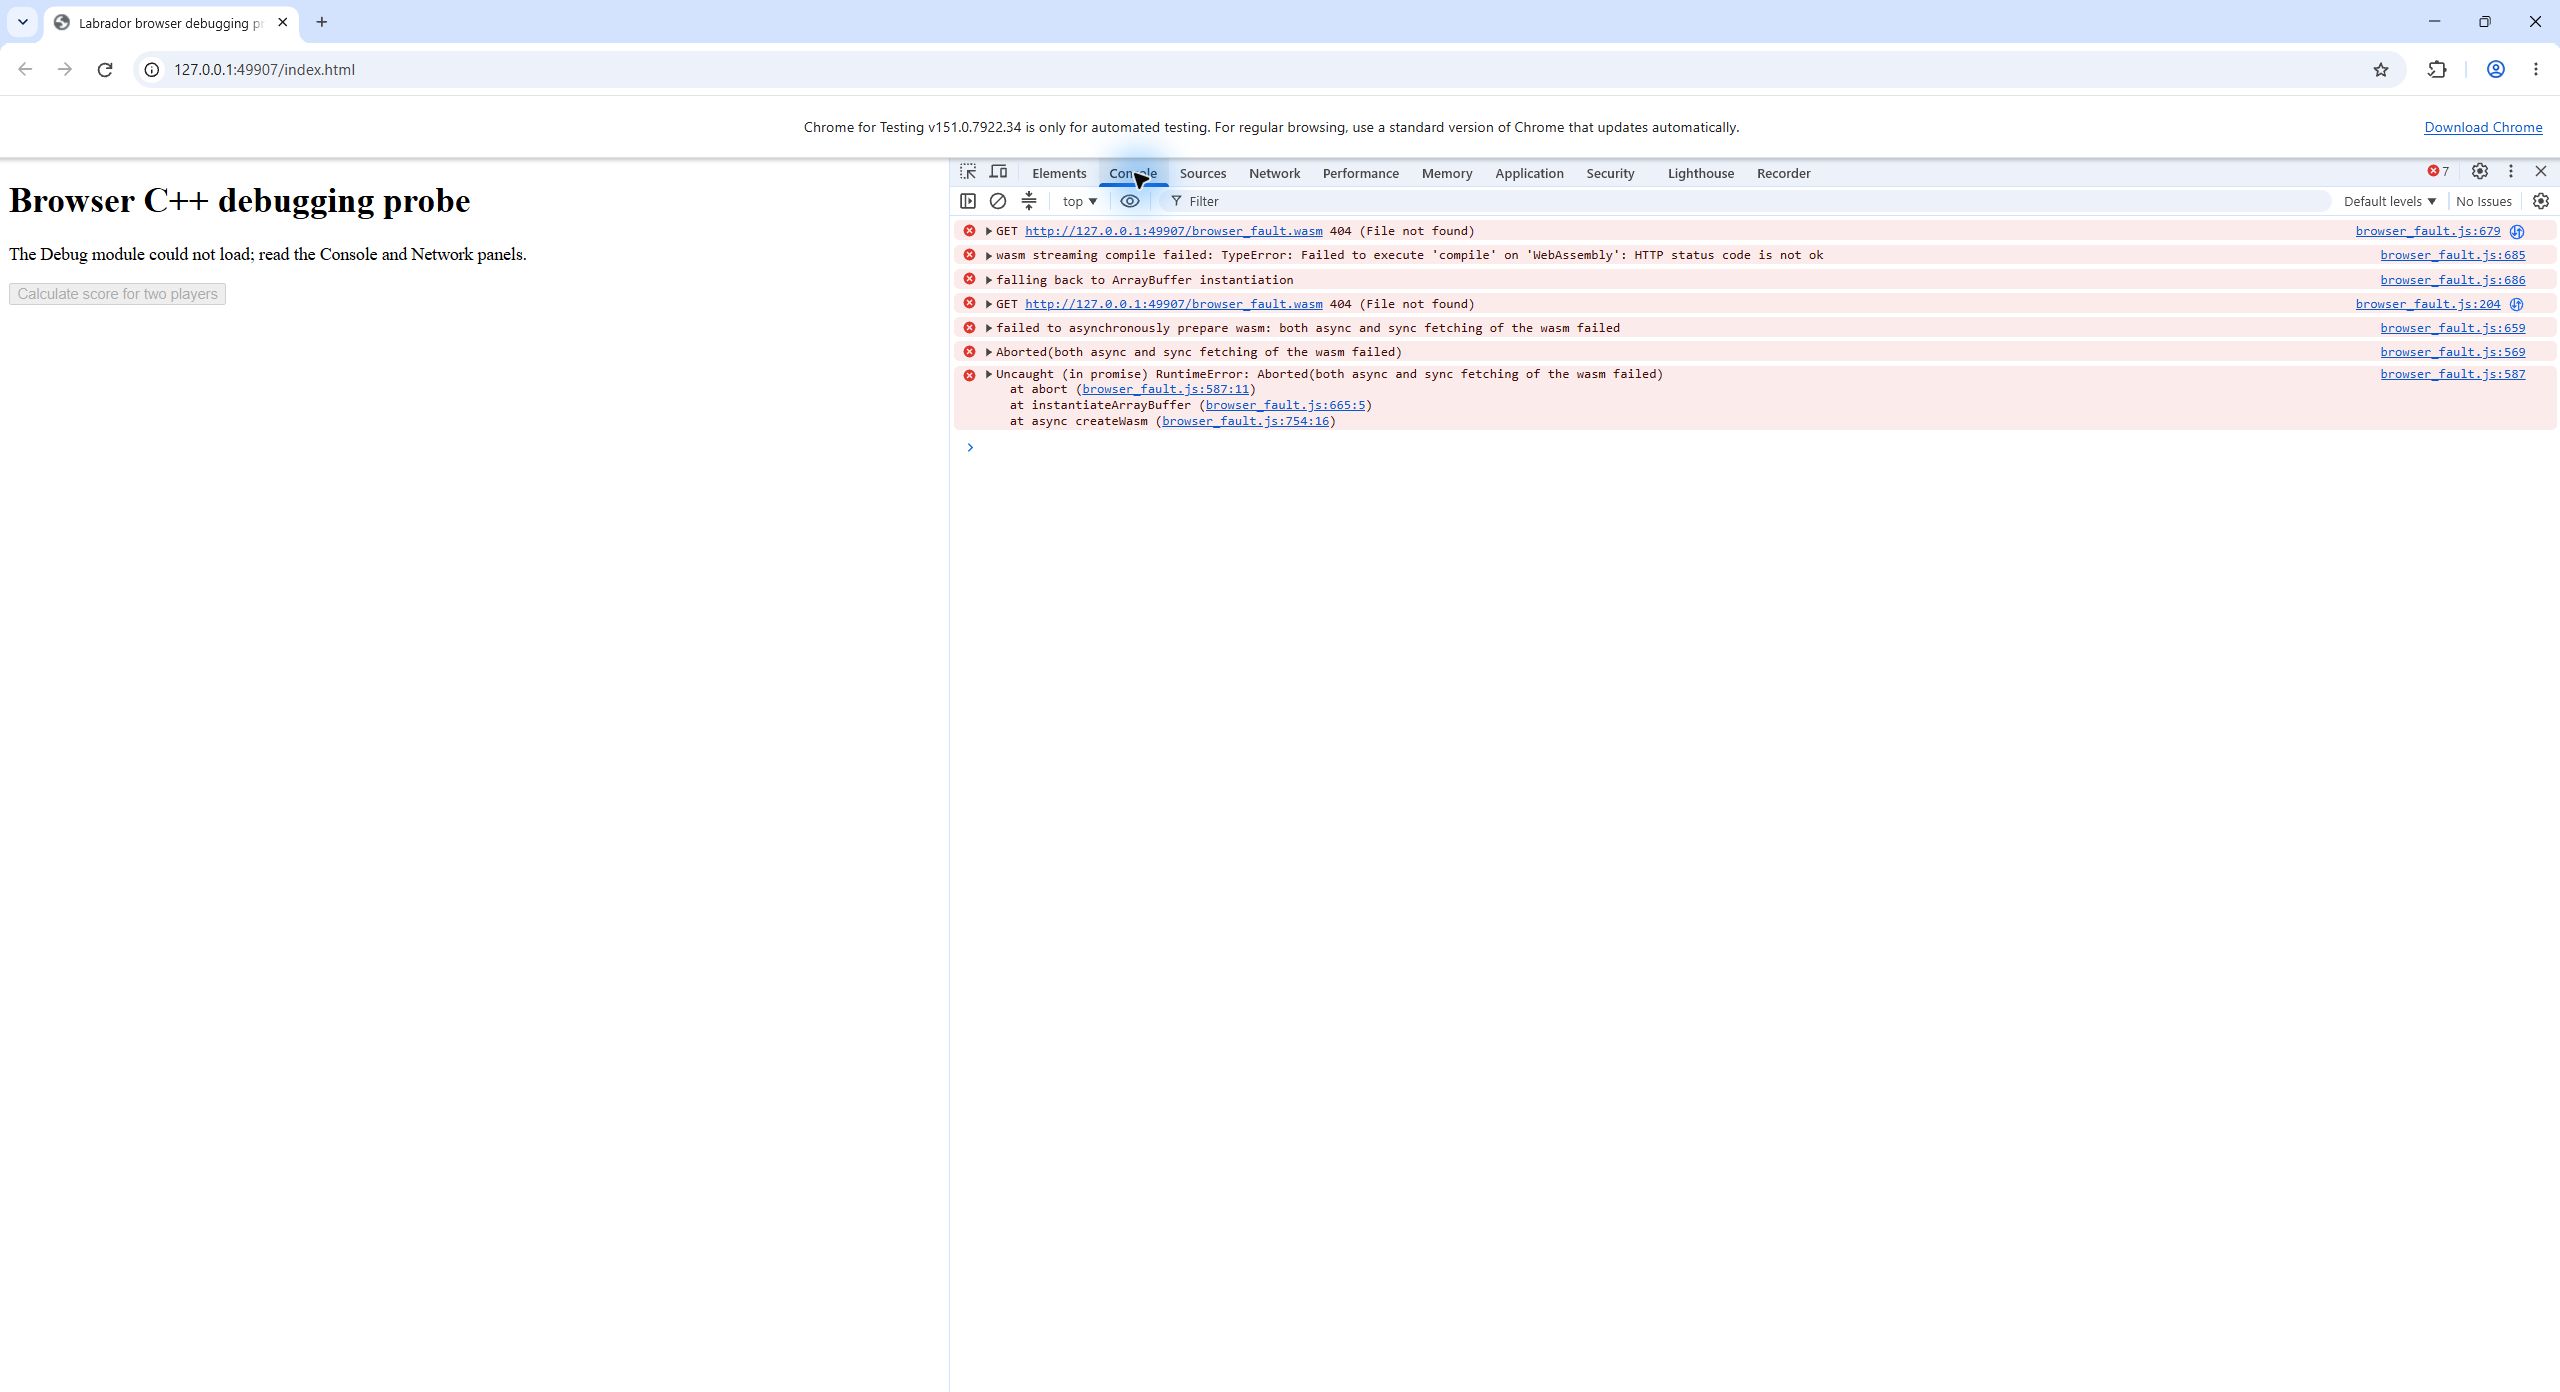 Labrador browser debugging pr
127.0.0.1:49907/index.html
Chrome for Testing v151.0.7922.34 is only for automated testing. For regular browsing, use a standard version of Chrome that updates automatically.
Download Chrome
Browser C++ debugging probe
The Debug module could not load; read the Console and Network panels.
Calculate score for two players
Elements Console Sources Network Performance Memory Application Security Lighthouse Recorder 7
top Filter Default levels No Issues
GET http://127.0.0.1:49907/browser_fault.wasm 404 (File not found) browser_fault.js:679
wasm streaming compile failed: TypeError: Failed to execute 'compile' on 'WebAssembly': HTTP status code is not ok browser_fault.js:685
falling back to ArrayBuffer instantiation browser_fault.js:686
GET http://127.0.0.1:49907/browser_fault.wasm 404 (File not found) browser_fault.js:204
failed to asynchronously prepare wasm: both async and sync fetching of the wasm failed browser_fault.js:659
Aborted(both async and sync fetching of the wasm failed) browser_fault.js:569
Uncaught (in promise) RuntimeError: Aborted(both async and sync fetching of the wasm failed) browser_fault.js:587
at abort (browser_fault.js:587:11)
at instantiateArrayBuffer (browser_fault.js:665:5)
at async createWasm (browser_fault.js:754:16)